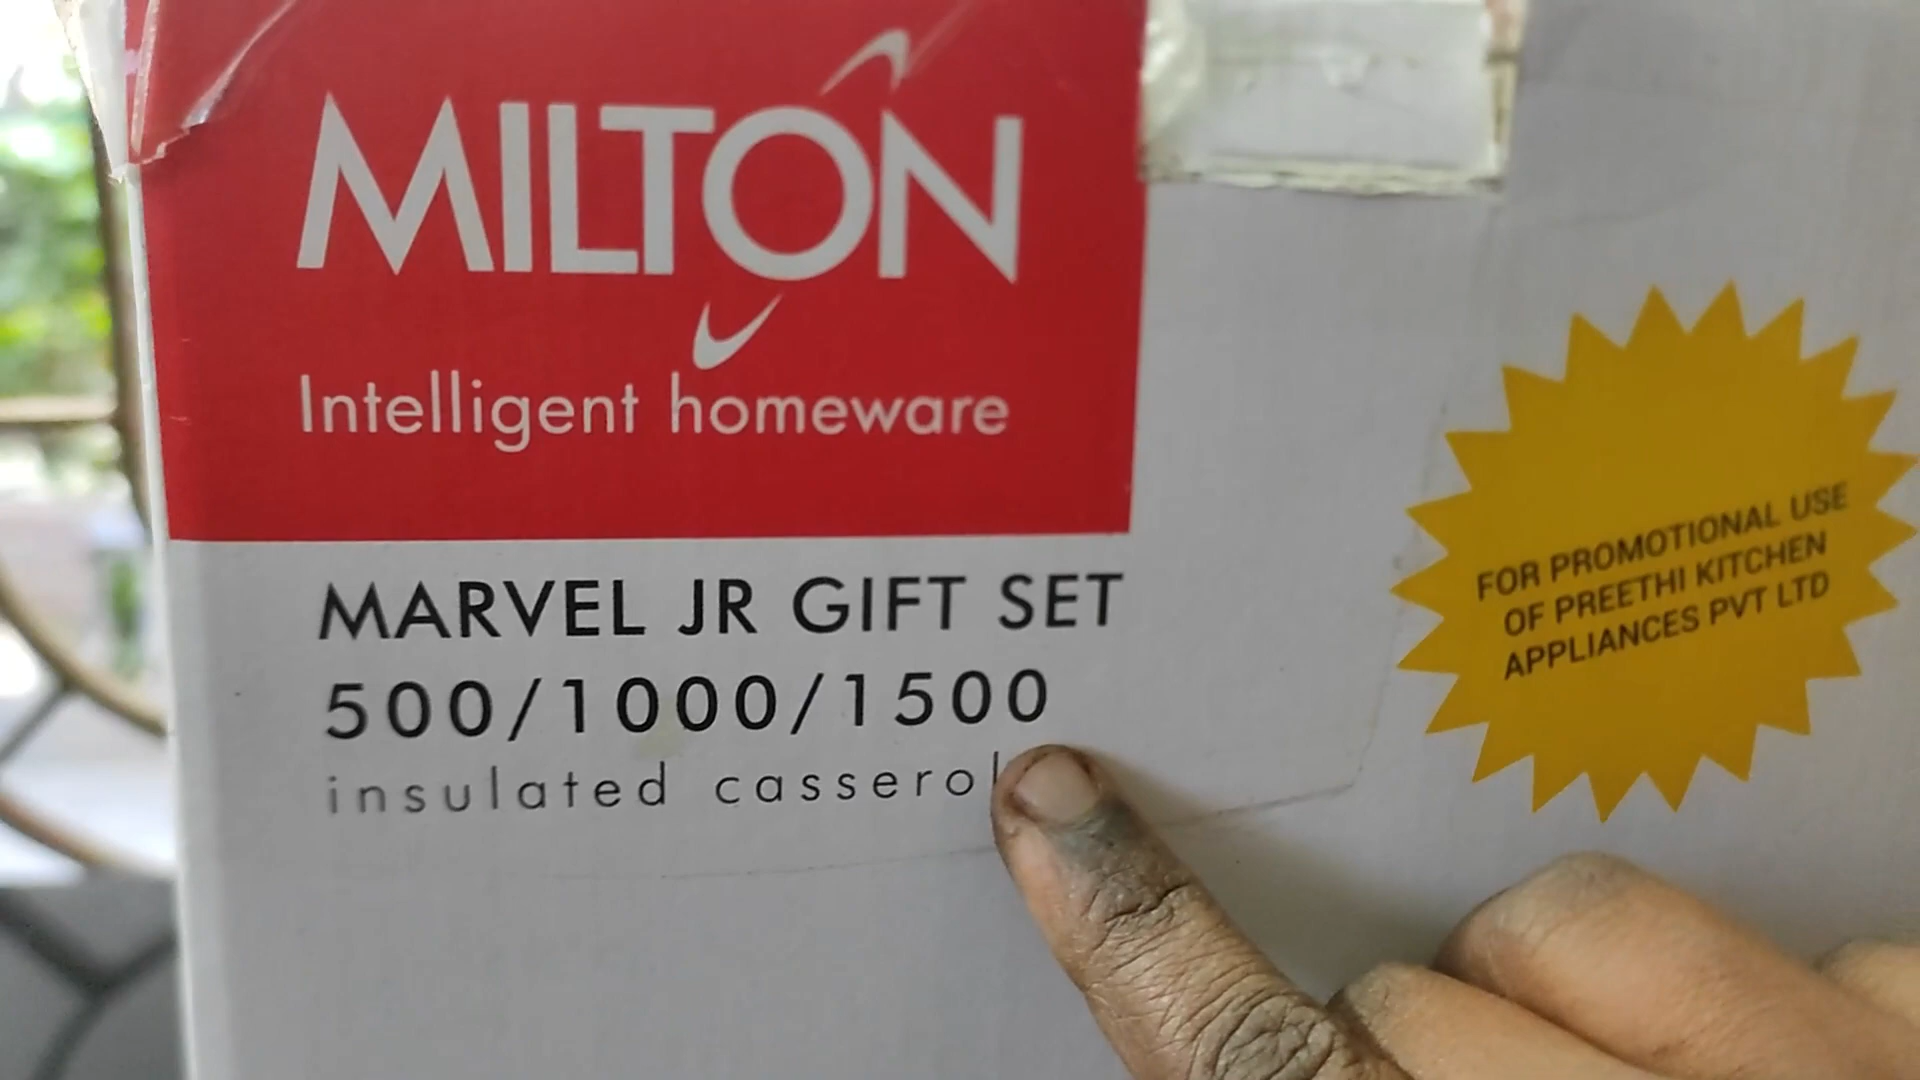 MILTON
Intelligent homeware
MARVEL JR GIFT SET
500/1000/1500
insulated
FOR PROMOTIONAL USE
OF PREETHI KITCHEN
APPLIANCES PVT LTD